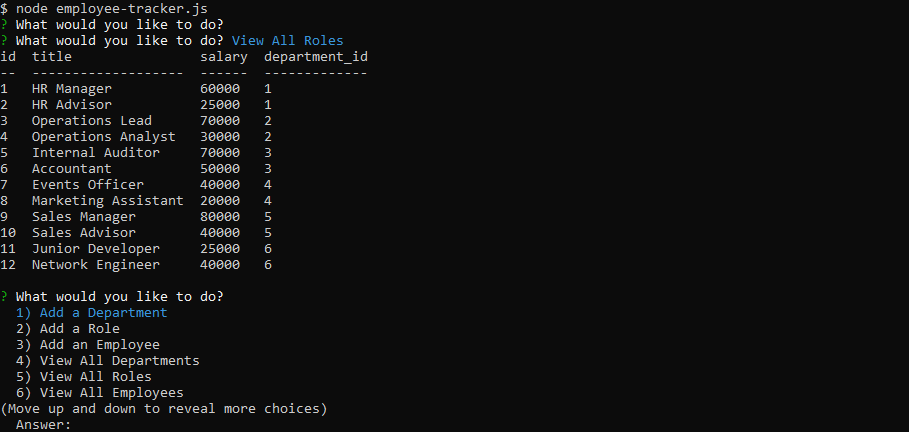 $ node employee-tracker.js
? What would you like to do?
? What would you like to do? View All Roles
id  title                salary  department_id
--  -------------------  ------  -------------
1   HR Manager           60000   1
2   HR Advisor           25000   1
3   Operations Lead      70000   2
4   Operations Analyst   30000   2
5   Internal Auditor     70000   3
6   Accountant           50000   3
7   Events Officer       40000   4
8   Marketing Assistant  20000   4
9   Sales Manager        80000   5
10  Sales Advisor        40000   5
11  Junior Developer     25000   6
12  Network Engineer     40000   6
? What would you like to do?
  1) Add a Department
  2) Add a Role
  3) Add an Employee
  4) View All Departments
  5) View All Roles
  6) View All Employees
(Move up and down to reveal more choices)
  Answer: